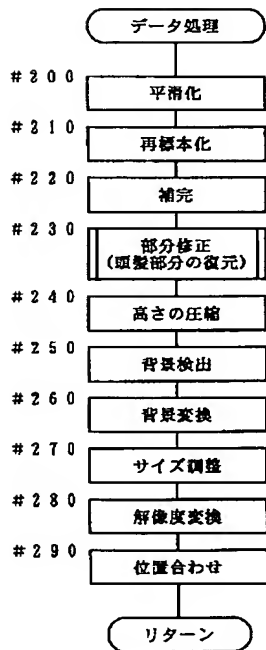 データ処理
#200
平滑化
#210
再標本化
#220
補完
#230
部分修正
(頭髪部分の復元)
#240
高さの圧縮
#250
背景検出
#260
背景変換
#270
サイズ調整
#280
解像度変換
#290
位置合わせ
リターン